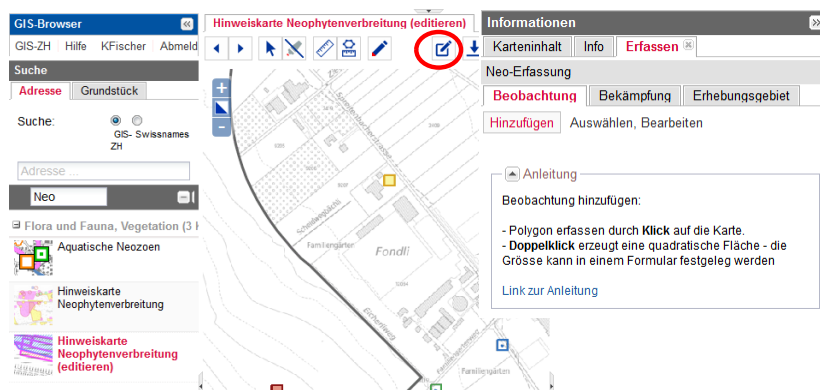 GIS-Browser
GIS-ZH Hilfe KFischer Abmeld
Suche
Adresse Grundstück
Suche:
GIS-ZH Swissnames
Adresse ...
Neo
Flora und Fauna, Vegetation (3
Aquatische Neozoen
Hinweiskarte
Neophytenverbreitung
Hinweiskarte
Neophytenverbreitung
(editieren)
Hinweiskarte Neophytenverbreitung (editieren)
Familiengärten
Fondli
Eichenliweg
Familiengärten
Informationen
Karteninhalt Info Erfassen
Neo-Erfassung
Beobachtung Bekämpfung Erhebungsgebiet
Hinzufügen Auswählen, Bearbeiten
Anleitung
Beobachtung hinzufügen:
- Polygon erfassen durch Klick auf die Karte.
- Doppelklick erzeugt eine quadratische Fläche - die
Grösse kann in einem Formular festgeleg werden
Link zur Anleitung